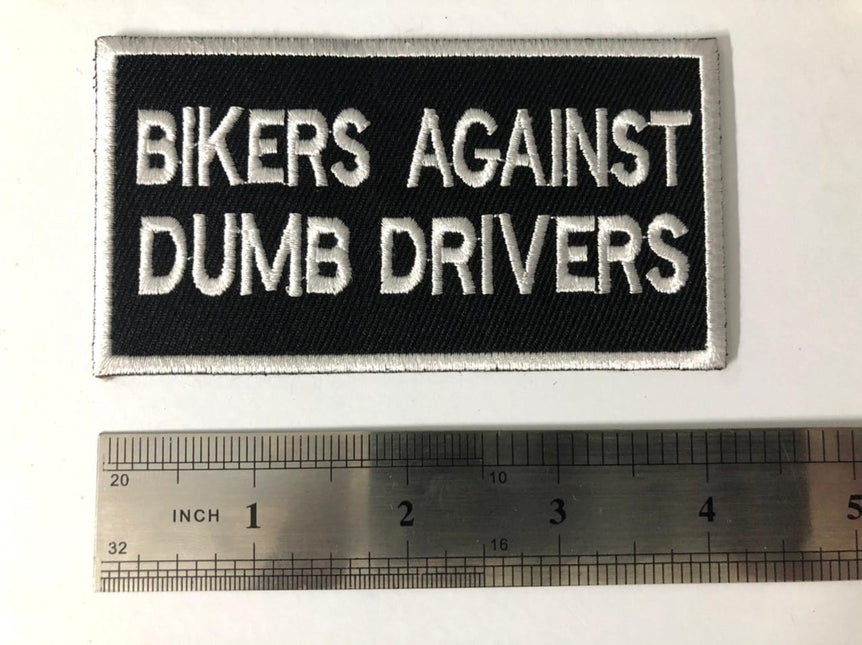 BIKERS AGAINST
DUMB DRIVERS
20 10
INCH 1 2 3 4 5
32 16